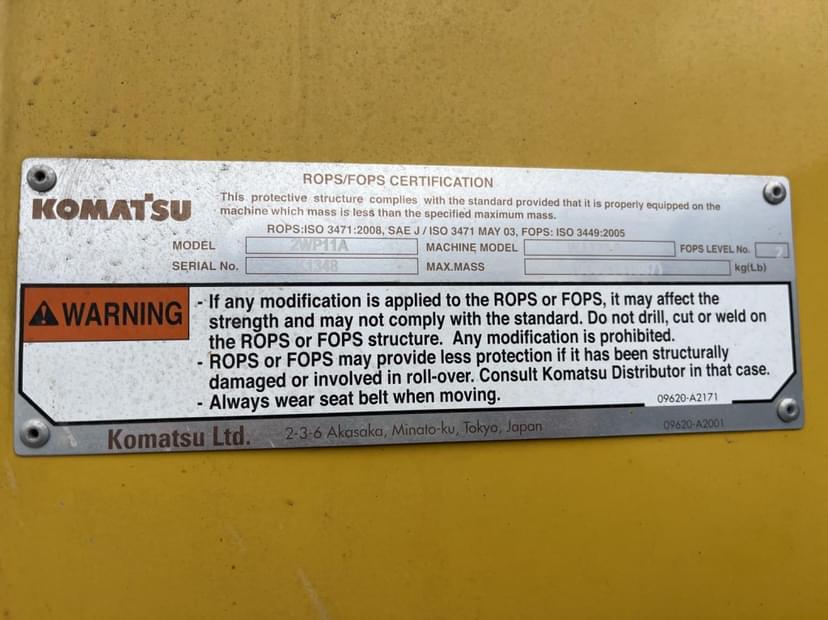 ROPS/FOPS CERTIFICATION
KOMATSU
This protective structure complies with the standard provided that it is properly equipped on the
machine which mass is less than the specified maximum mass.
ROPS:ISO 3471:2008, SAE J / ISO 3471 MAY 03, FOPS: ISO 3449:2005
MODEL 2WP11A MACHINE MODEL FOPS LEVEL No. 2
SERIAL No. K1348 MAX.MASS kg(Lb)
WARNING
- If any modification is applied to the ROPS or FOPS, it may affect the
strength and may not comply with the standard. Do not drill, cut or weld on
the ROPS or FOPS structure. Any modification is prohibited.
- ROPS or FOPS may provide less protection if it has been structurally
damaged or involved in roll-over. Consult Komatsu Distributor in that case.
- Always wear seat belt when moving.
09620-A2171
Komatsu Ltd. 2-3-6 Akasaka, Minato-ku, Tokyo, Japan 09620-A2001